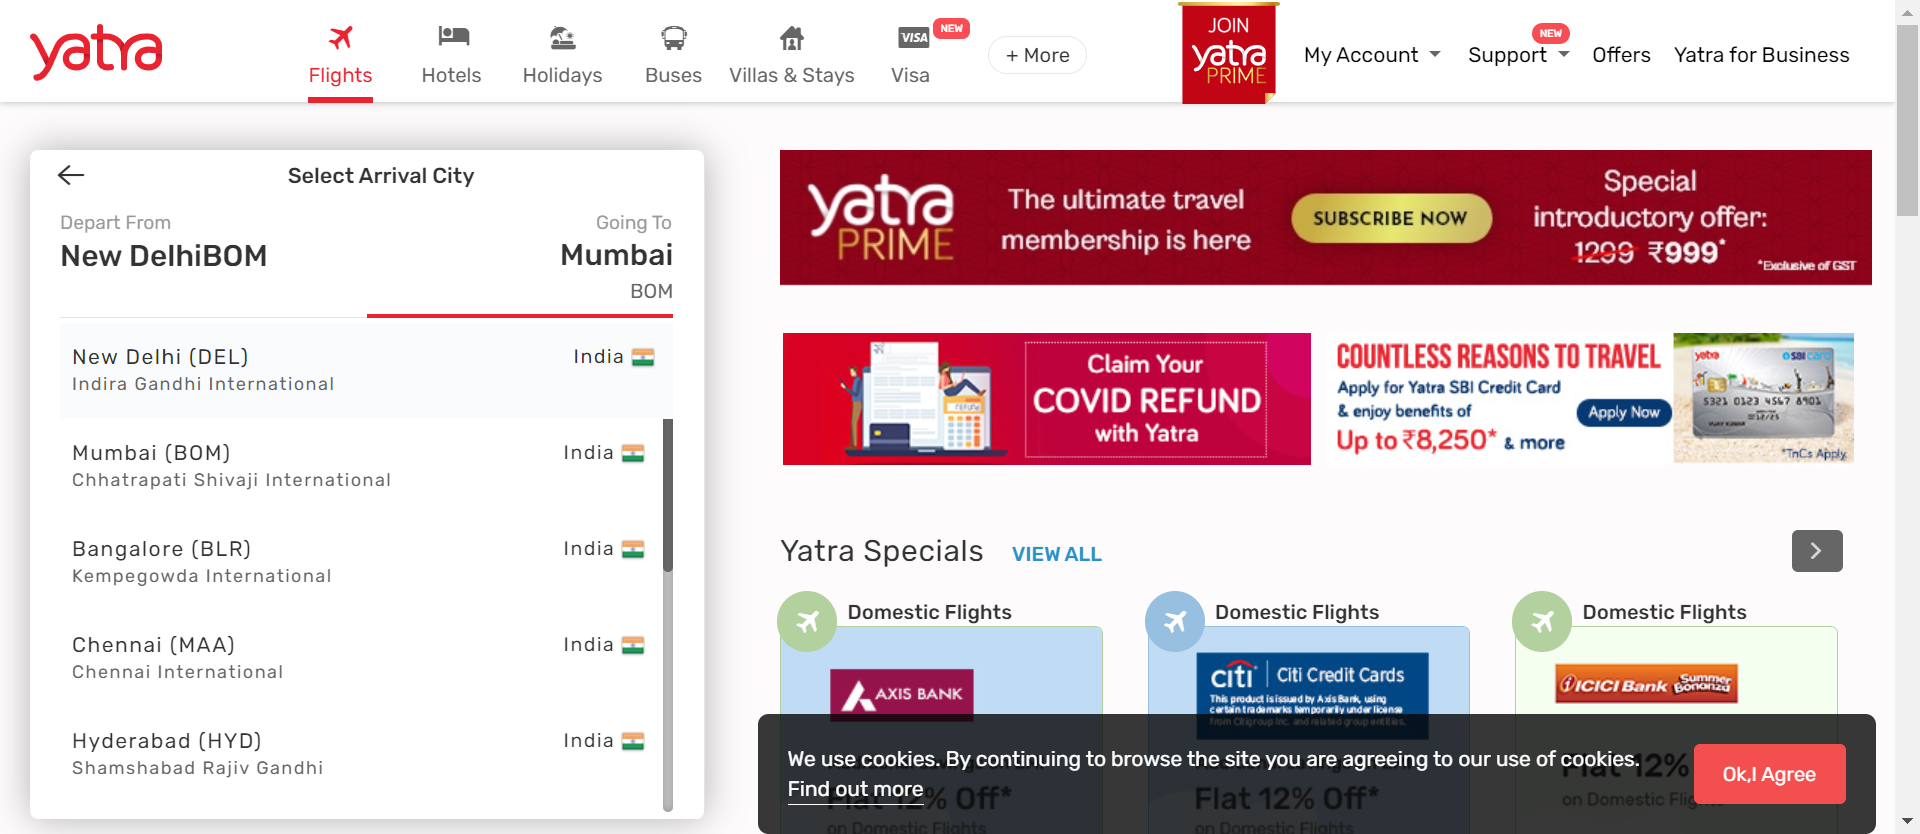 yatra
Flights
Hotels
Holidays
Buses
Villas & Stays
VISA
Visa
NEW
+ More
JOIN
yatra
PRIME
My Account
Support
NEW
Offers
Yatra for Business
Select Arrival City
Depart From
New DelhiBOM
Going To
Mumbai
BOM
New Delhi (DEL)
India
Indira Gandhi International
Mumbai (BOM)
India
Chhatrapati Shivaji International
Bangalore (BLR)
India
Kempegowda International
Chennai (MAA)
India
Chennai International
Hyderabad (HYD)
India
Shamshabad Rajiv Gandhi
yatra
PRIME
The ultimate travel
membership is here
SUBSCRIBE NOW
Special
introductory offer:
1299 ₹999*
*Exclusive of GST
refund
Claim Your
COVID REFUND
with Yatra
COUNTLESS REASONS TO TRAVEL
Apply for Yatra SBI Credit Card
& enjoy benefits of
Up to ₹8,250* & more
Apply Now
yatra
SBI card
5321 0123 4567 8901
12/25
*TnCs Apply
Yatra Specials
VIEW ALL
Domestic Flights
AXIS BANK
Flat 12% Off*
on Domestic Flights
Domestic Flights
citi
Citi Credit Cards
This product is issued by Axis Bank, using
certain trademarks temporarily under license
from Citigroup Inc. and related group entities.
Flat 12% Off*
on Domestic Flights
Domestic Flights
ICICI Bank
Summer
Bonanza
Flat 12%
on Domestic Flights
We use cookies. By continuing to browse the site you are agreeing to our use of cookies.
Find out more
Ok,I Agree